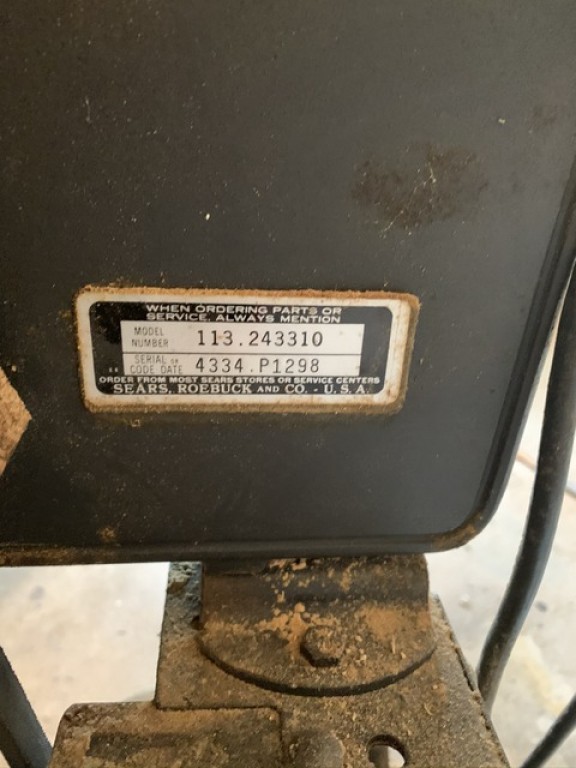 WHEN ORDERING PARTS OR
SERVICE, ALWAYS MENTION
MODEL NUMBER 113.243310
SERIAL OR CODE DATE 4334.P1298
ORDER FROM MOST SEARS STORES OR SERVICE CENTERS
SEARS, ROEBUCK AND CO. - U.S.A.